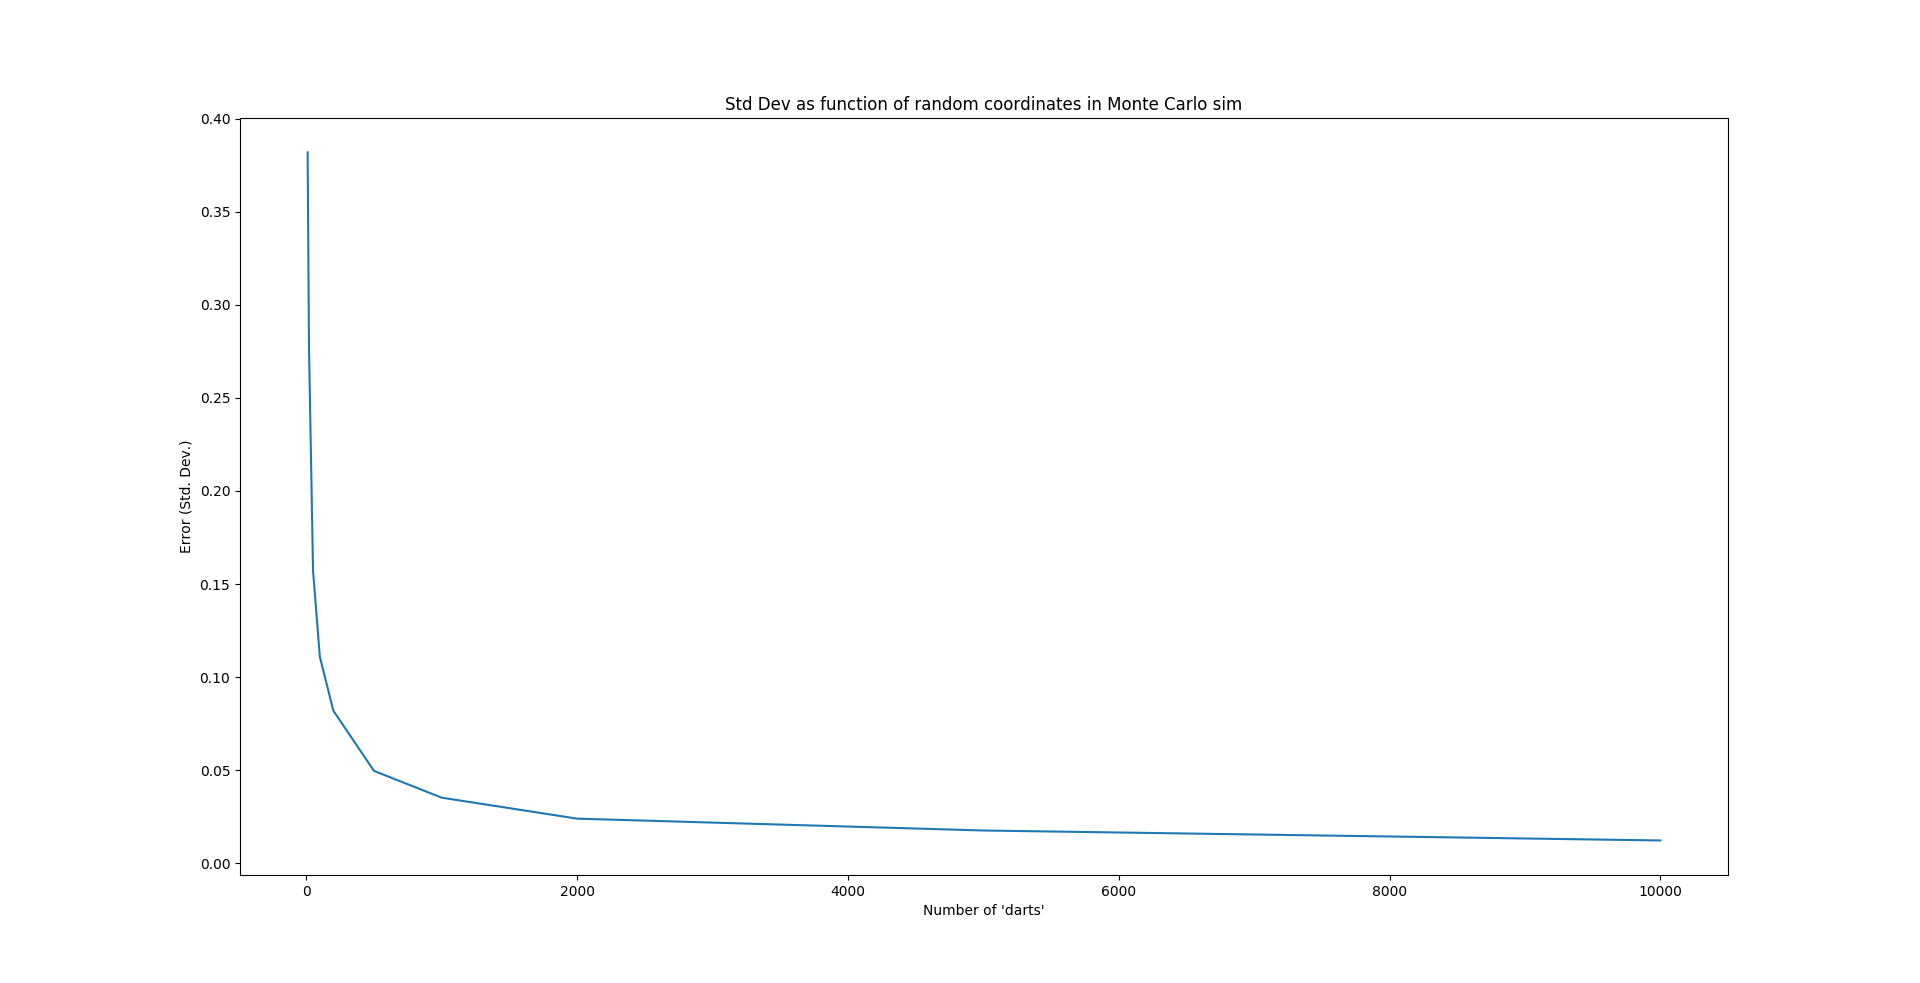 Std Dev as function of random coordinates in Monte Carlo sim
0.40
0.35
0.30
0.25
0.20
0.15
0.10
0.05
0.00
Error (Std. Dev.)
0 2000 4000 6000 8000 10000
Number of 'darts'